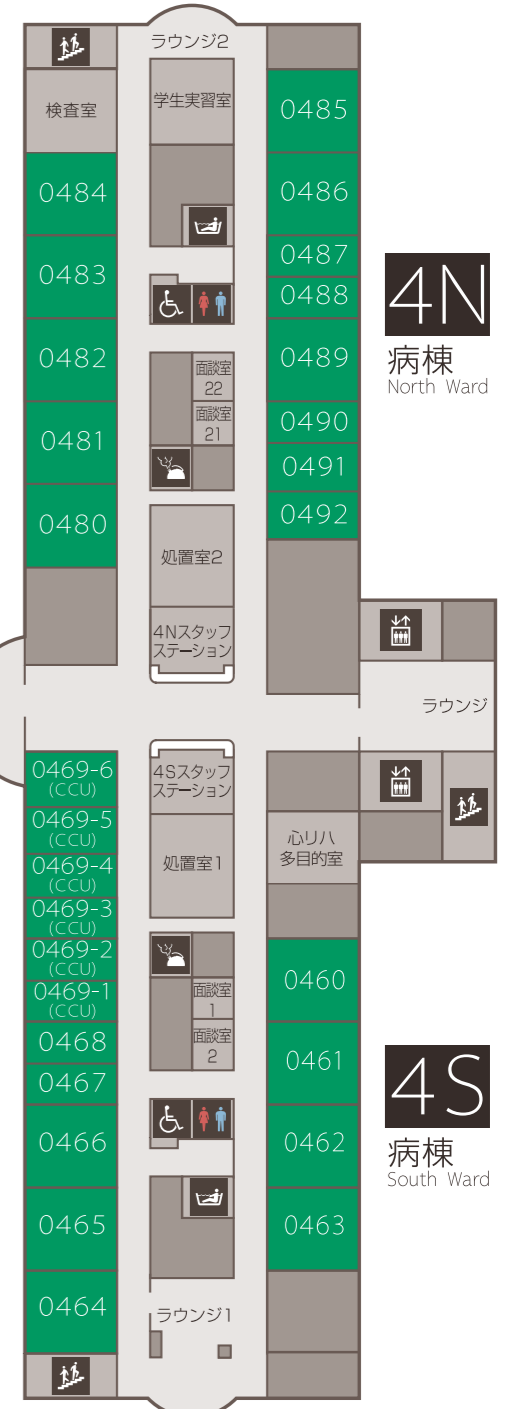 ラウンジ2
検査室
学生実習室
0485
0484
0486
0483
0487
0488
4N
病棟
North Ward
0482
面談室
22
0489
0481
面談室
21
0490
0491
0480
0492
処置室2
4Nスタッフ
ステーション
ラウンジ
0469-6
(CCU)
4Sスタッフ
ステーション
0469-5
(CCU)
処置室1
心リハ
多目的室
0469-4
(CCU)
0469-3
(CCU)
0469-2
(CCU)
0469-1
(CCU)
面談室
1
0460
0468
面談室
2
0461
0467
4S
病棟
South Ward
0466
0462
0465
0463
0464
ラウンジ1